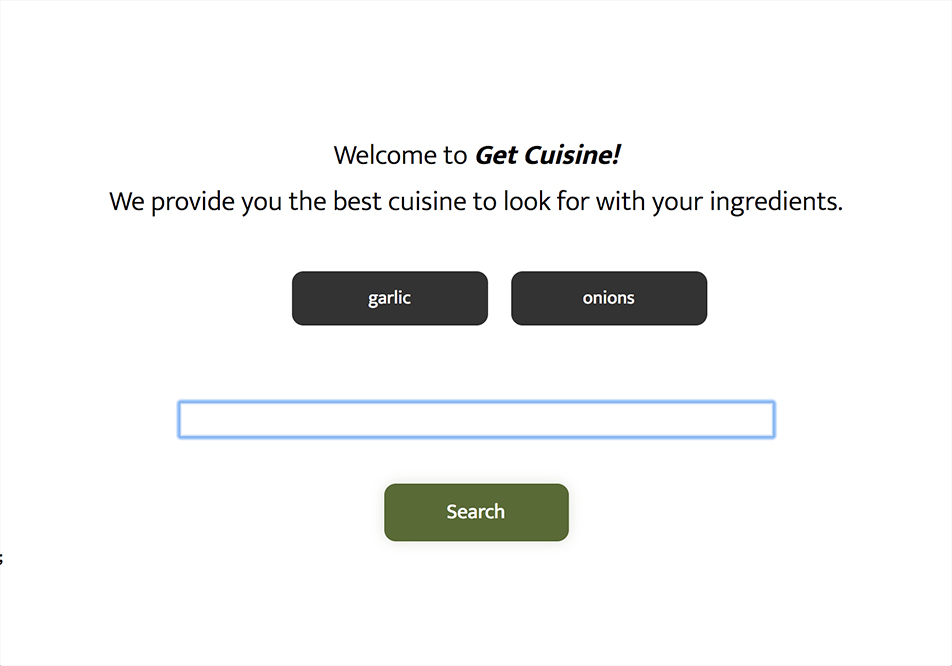 Welcome to Get Cuisine!
We provide you the best cuisine to look for with your ingredients.
garlic onions
Search
;